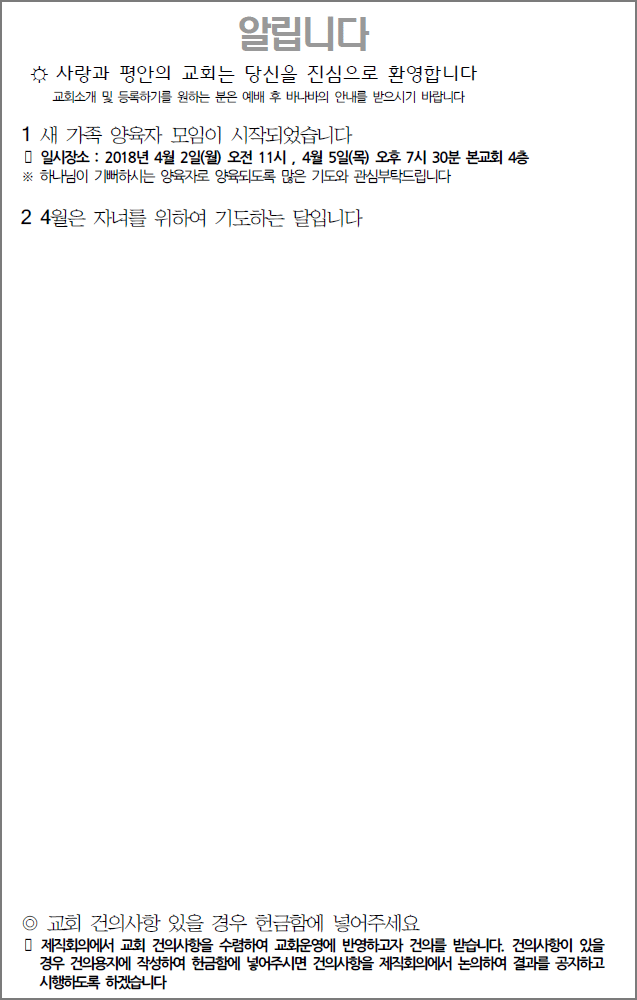 알립니다
☼ 사랑과 평안의 교회는 당신을 진심으로 환영합니다
교회소개 및 등록하기를 원하는 분은 예배 후 바나바의 안내를 받으시기 바랍니다
1 새 가족 양육자 모임이 시작되었습니다
▯ 일시장소 : 2018년 4월 2일(월) 오전 11시 , 4월 5일(목) 오후 7시 30분 본교회 4층
※ 하나님이 기뻐하시는 양육자로 양육되도록 많은 기도와 관심부탁드립니다
2 4월은 자녀를 위하여 기도하는 달입니다
◎ 교회 건의사항 있을 경우 헌금함에 넣어주세요
▯ 제직회의에서 교회 건의사항을 수렴하여 교회운영에 반영하고자 건의를 받습니다. 건의사항이 있을
경우 건의용지에 작성하여 헌금함에 넣어주시면 건의사항을 제직회의에서 논의하여 결과를 공지하고
시행하도록 하겠습니다